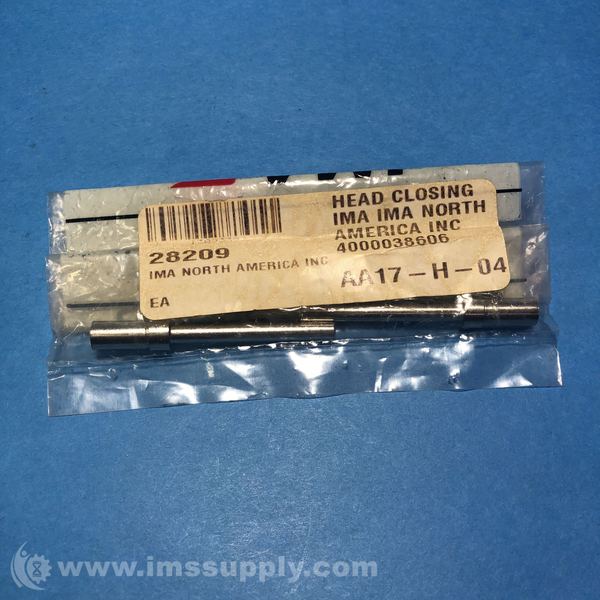 HEAD CLOSING
IMA IMA NORTH
AMERICA INC
4000038606
28209
IMA NORTH AMERICA INC
EA
AA17-H-04
www.imssupply.com